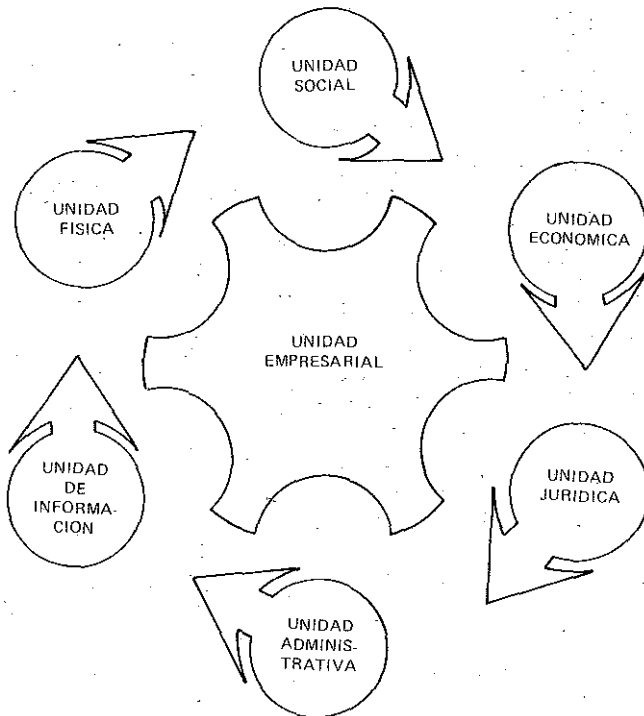 UNIDAD
SOCIAL
UNIDAD
FISICA
UNIDAD
ECONOMICA
UNIDAD
EMPRESARIAL
UNIDAD
DE
INFORMA-
CION
UNIDAD
JURIDICA
UNIDAD
ADMINIS-
TRATIVA